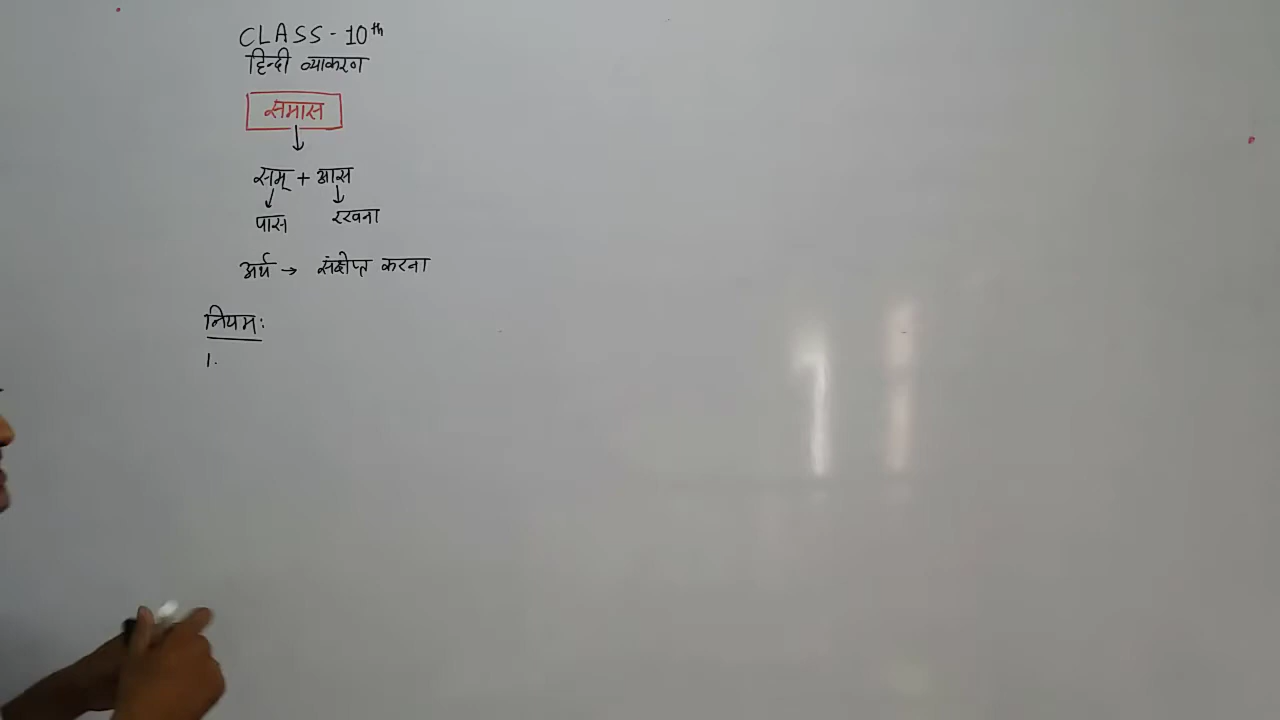 CLASS - 10th
हिन्दी व्याकरण
समास
↓
सम् + आस
↓ ↓
पास रखना
अर्थ → संक्षेप्त करना
नियम:
1.